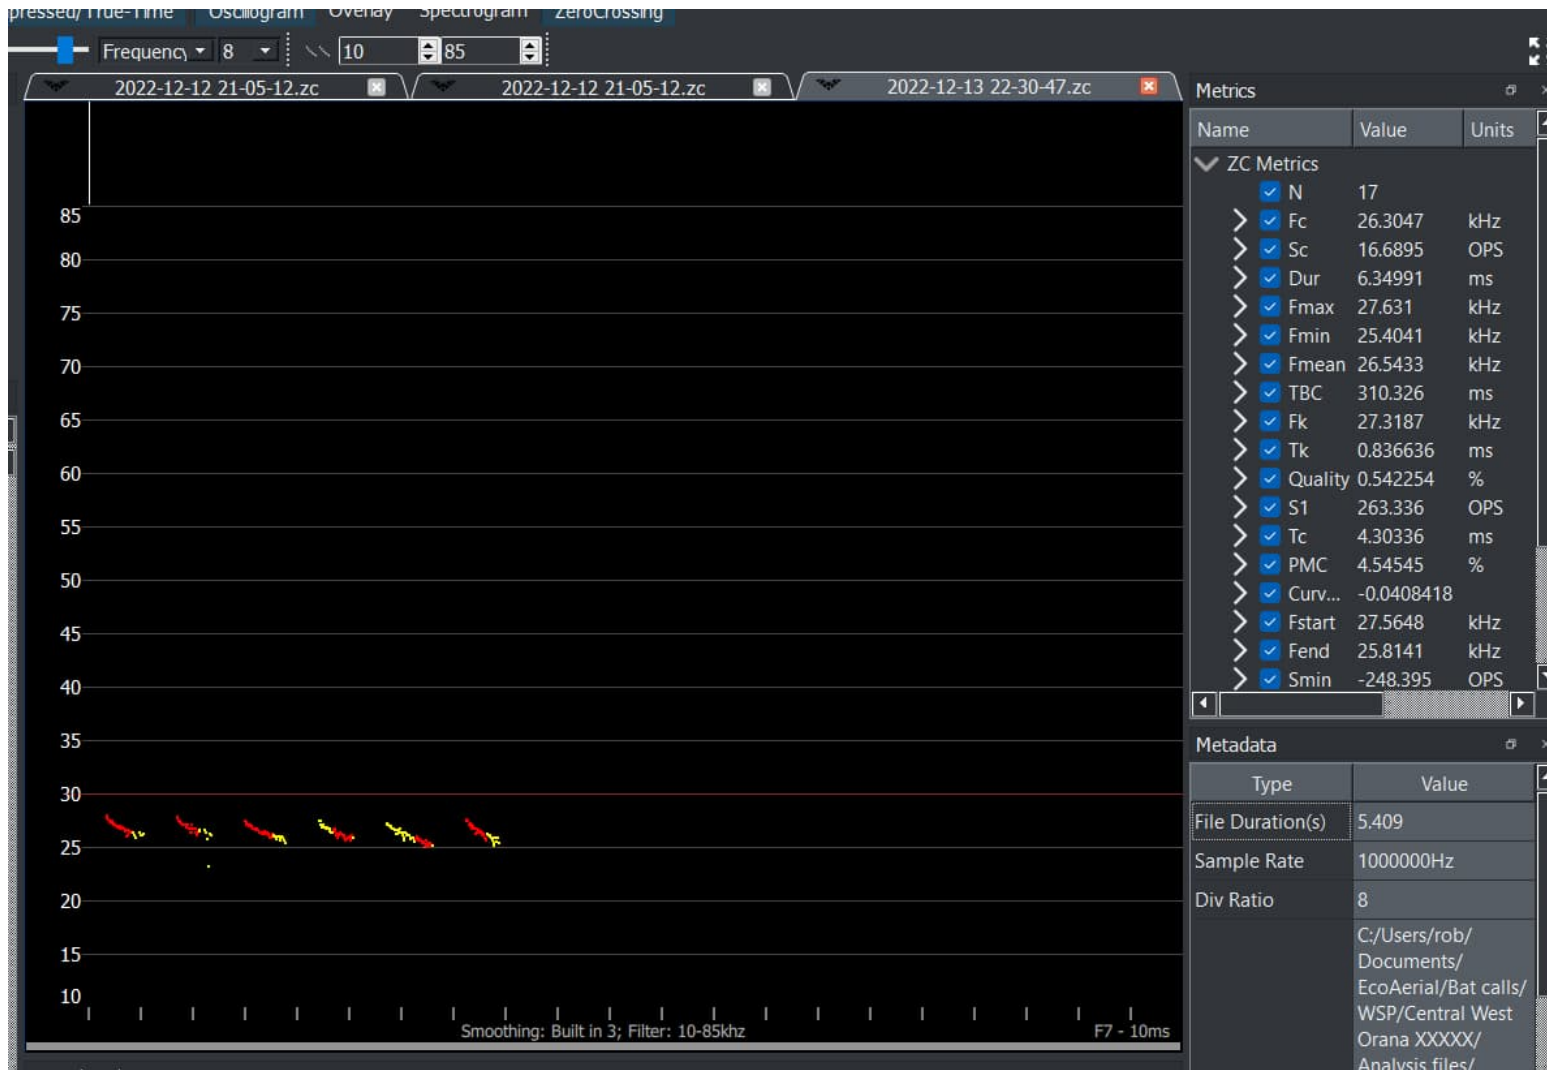 pressed/True-Time Oscillogram Overlay Spectrogram ZeroCrossing
Frequency 8 10 85
2022-12-12 21-05-12.zc 2022-12-12 21-05-12.zc 2022-12-13 22-30-47.zc
85
80
75
70
65
60
55
50
45
40
35
30
25
20
15
10
Smoothing: Built in 3; Filter: 10-85khz F7 - 10ms
Metrics
Name Value Units
ZC Metrics
N 17
Fc 26.3047 kHz
Sc 16.6895 OPS
Dur 6.34991 ms
Fmax 27.631 kHz
Fmin 25.4041 kHz
Fmean 26.5433 kHz
TBC 310.326 ms
Fk 27.3187 kHz
Tk 0.836636 ms
Quality 0.542254 %
S1 263.336 OPS
Tc 4.30336 ms
PMC 4.54545 %
Curv... -0.0408418
Fstart 27.5648 kHz
Fend 25.8141 kHz
Smin -248.395 OPS
Metadata
Type Value
File Duration(s) 5.409
Sample Rate 1000000Hz
Div Ratio 8
C:/Users/rob/
Documents/
EcoAerial/Bat calls/
WSP/Central West
Orana XXXXX/
Analysis files/